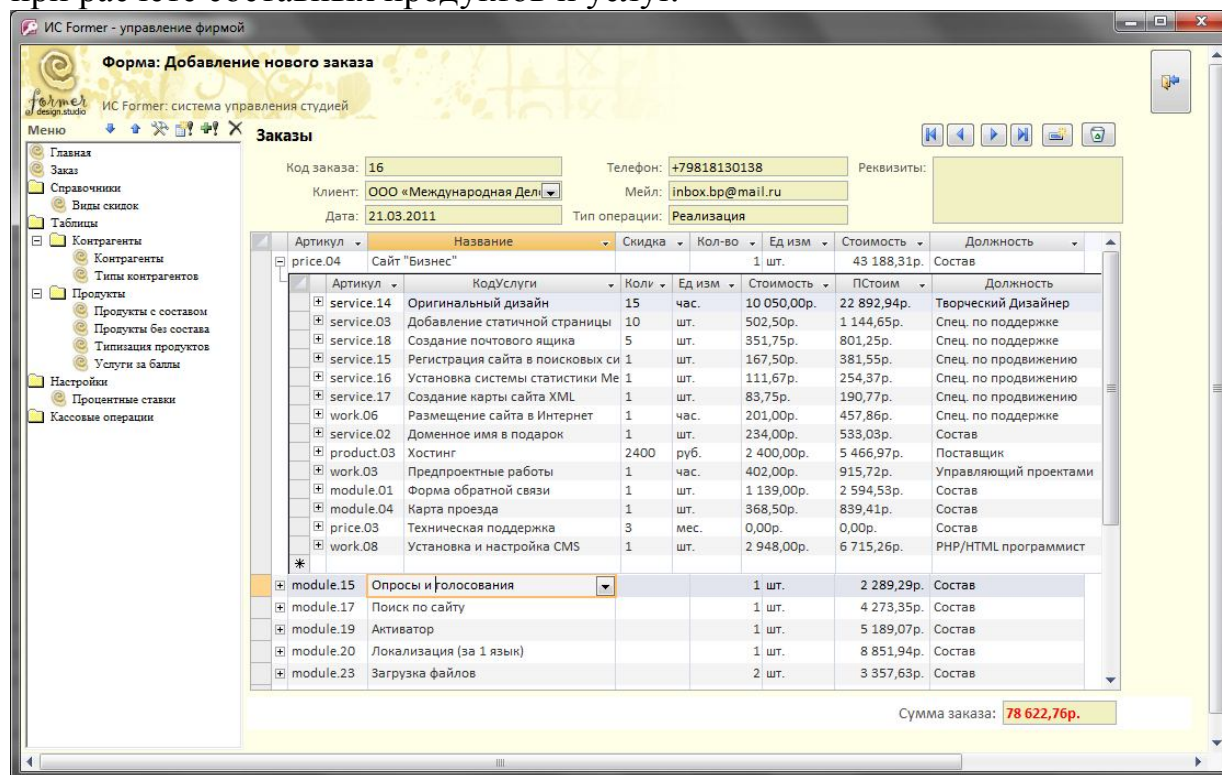 при расчете составных продуктов и услуг.
ИС Former - управление фирмой
Форма: Добавление нового заказа
former
design.studio
ИС Former: система управления студией
Меню
Главная
Заказ
Справочники
Виды скидок
Таблицы
Контрагенты
Контрагенты
Типы контрагентов
Продукты
Продукты с составом
Продукты без состава
Типизация продуктов
Услуги за баллы
Настройки
Процентные ставки
Кассовые операции
Заказы
Код заказа: 16 Телефон: +79818130138 Реквизиты:
Клиент: ООО «Международная Дел Мейл: inbox.bp@mail.ru
Дата: 21.03.2011 Тип операции: Реализация
Артикул Название Скидка Кол-во Ед изм Стоимость Должность
price.04 Сайт "Бизнес" 1 шт. 43 188,31р. Состав
Артикул КодУслуги Коли Ед изм Стоимость ПСтоим Должность
service.14 Оригинальный дизайн 15 час. 10 050,00р. 22 892,94р. Творческий Дизайнер
service.03 Добавление статичной страницы 10 шт. 502,50р. 1 144,65р. Спец. по поддержке
service.18 Создание почтового ящика 5 шт. 351,75р. 801,25р. Спец. по поддержке
service.15 Регистрация сайта в поисковых си 1 шт. 167,50р. 381,55р. Спец. по продвижению
service.16 Установка системы статистики Ме 1 шт. 111,67р. 254,37р. Спец. по продвижению
service.17 Создание карты сайта XML 1 шт. 83,75р. 190,77р. Спец. по продвижению
work.06 Размещение сайта в Интернет 1 час. 201,00р. 457,86р. Спец. по поддержке
service.02 Доменное имя в подарок 1 шт. 234,00р. 533,03р. Состав
product.03 Хостинг 2400 руб. 2 400,00р. 5 466,97р. Поставщик
work.03 Предпроектные работы 1 час. 402,00р. 915,72р. Управляющий проектами
module.01 Форма обратной связи 1 шт. 1 139,00р. 2 594,53р. Состав
module.04 Карта проезда 1 шт. 368,50р. 839,41р. Состав
price.03 Техническая поддержка 3 мес. 0,00р. 0,00р. Состав
work.08 Установка и настройка CMS 1 шт. 2 948,00р. 6 715,26р. PHP/HTML программист
module.15 Опросы и голосования 1 шт. 2 289,29р. Состав
module.17 Поиск по сайту 1 шт. 4 273,35р. Состав
module.19 Активатор 1 шт. 5 189,07р. Состав
module.20 Локализация (за 1 язык) 1 шт. 8 851,94р. Состав
module.23 Загрузка файлов 2 шт. 3 357,63р. Состав
Сумма заказа: 78 622,76р.